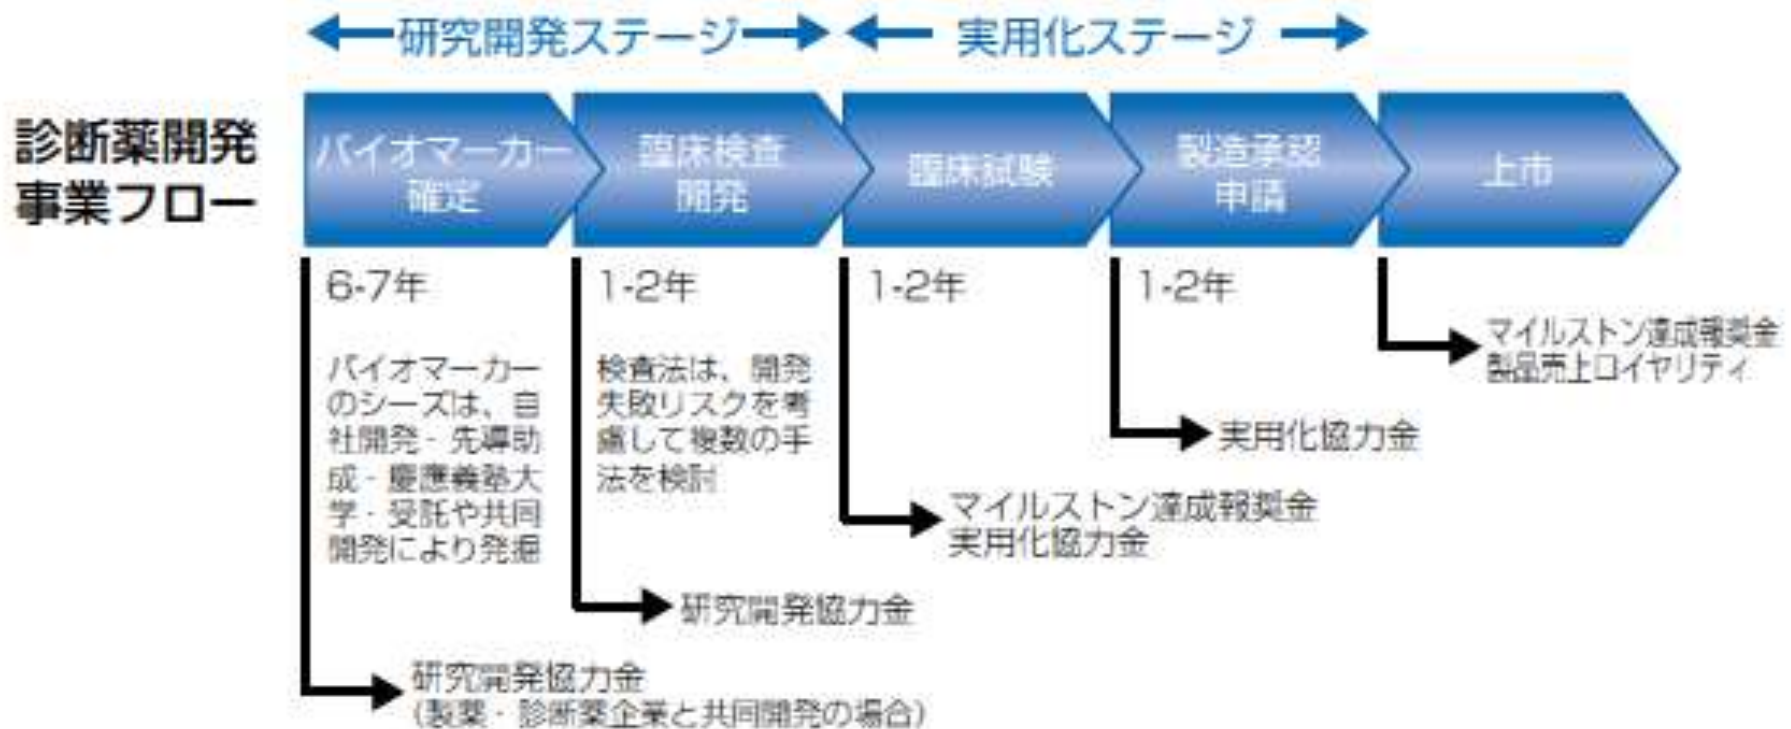 研究開発ステージ
実用化ステージ
診断薬開発
事業フロー
バイオマーカー
確定
臨床検査
開発
臨床試験
製造承認
申請
上市
6-7年
1-2年
1-2年
1-2年
バイオマーカー
のシーズは、自
社開発・先導助
成・慶應義塾大
学・受託や共同
開発により発掘
検査法は、開発
失敗リスクを考
慮して複数の手
法を検討
マイルストン達成報奨金
製品売上ロイヤリティ
実用化協力金
マイルストン達成報奨金
実用化協力金
研究開発協力金
研究開発協力金
(製薬・診断薬企業と共同開発の場合)